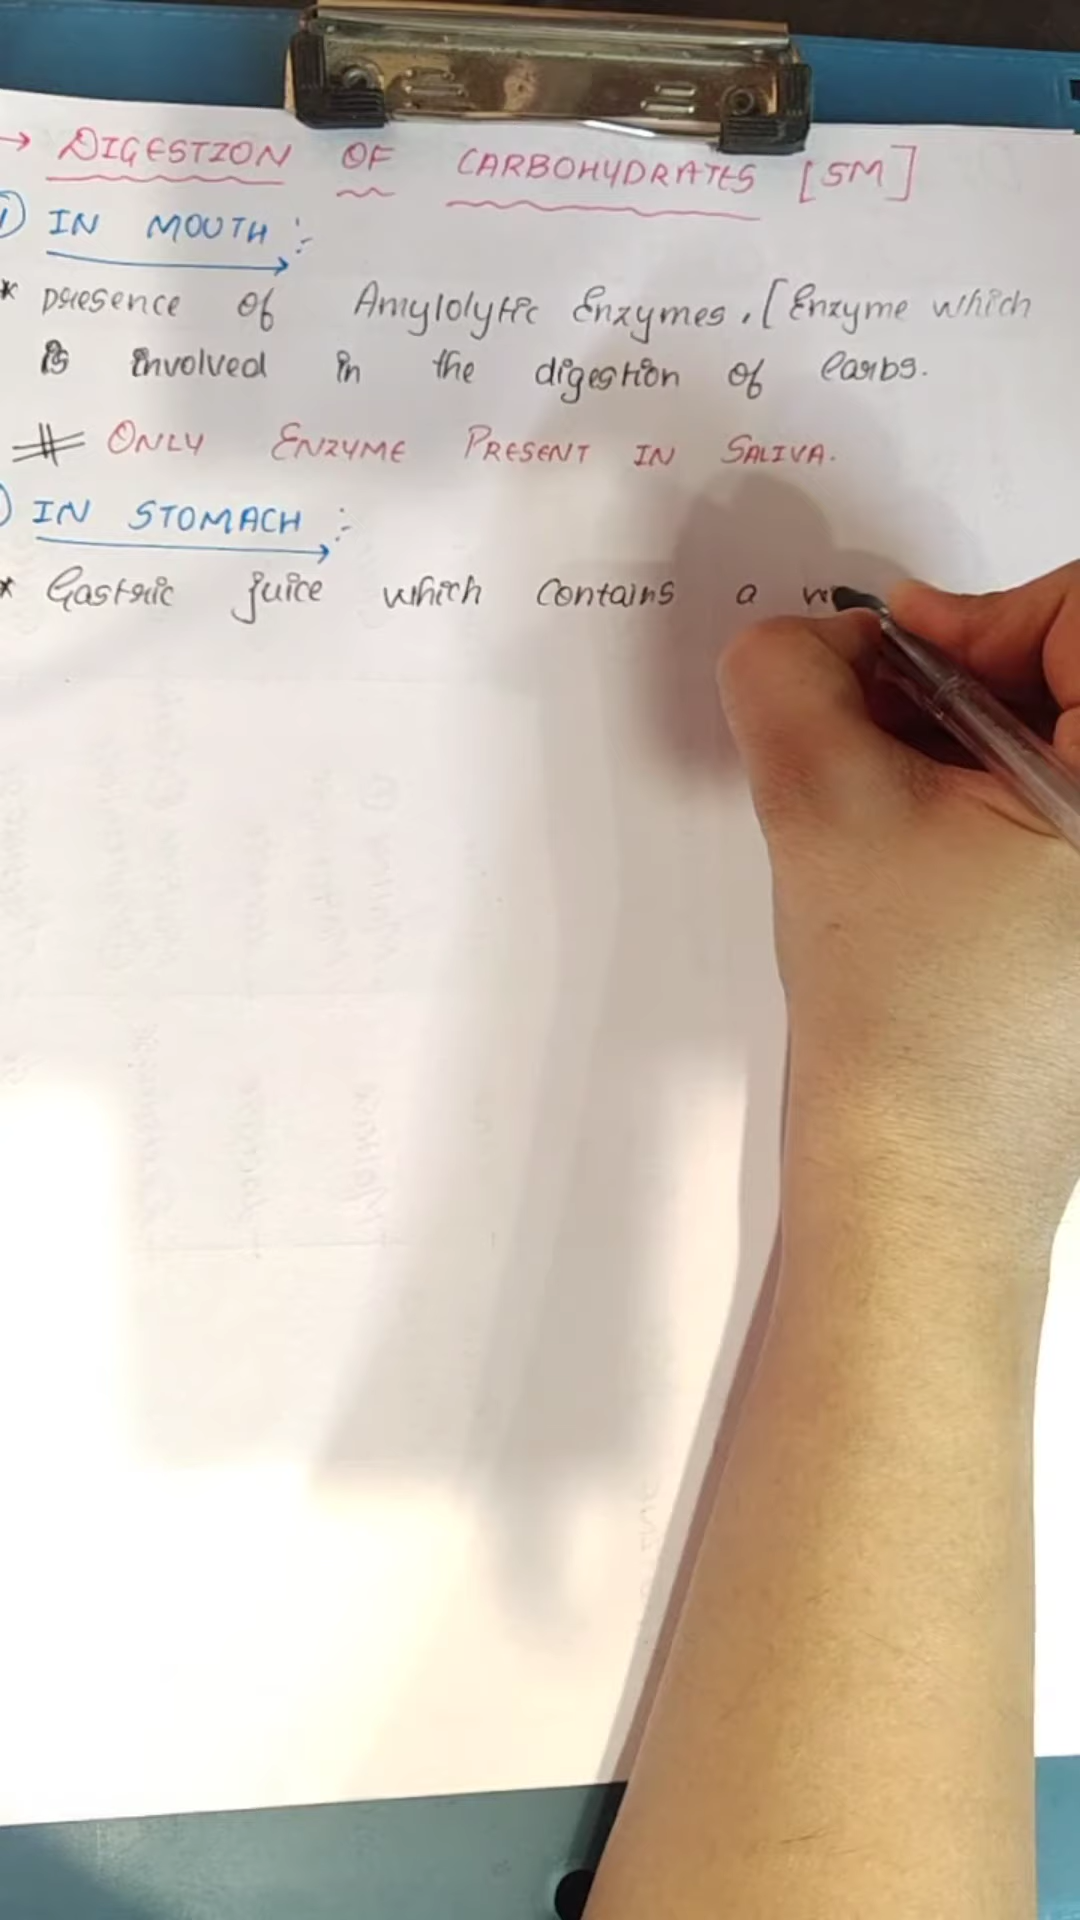 → DIGESTION OF CARBOHYDRATES [5M]
1) IN MOUTH :-
* presence of Amylolytic Enzymes. [Enzyme which
is involved in the digestion of Carbs.
# ONLY ENZYME PRESENT IN SALIVA.
) IN STOMACH :-
* Gastric juice which contains a